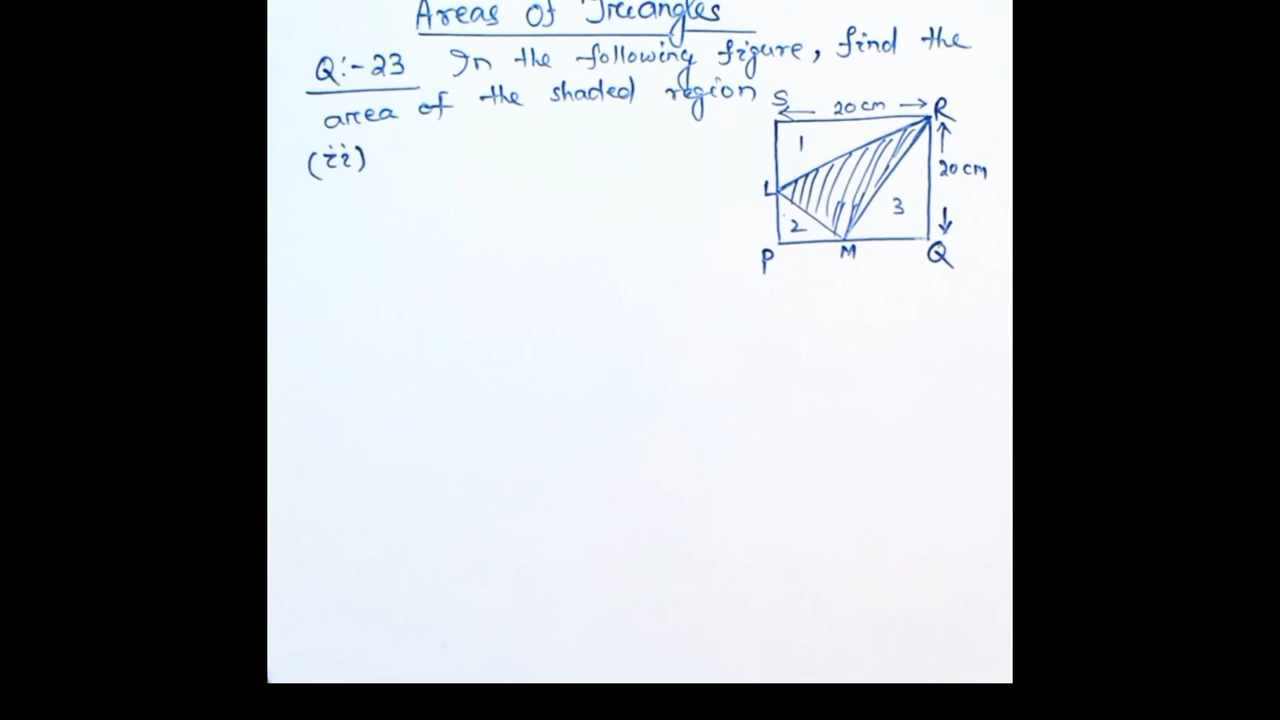 Areas of Triangles
Q:-23 In the following figure, find the
area of the shaded region
(ii)
S 20 cm R
1
20 cm
L
3
2
P M Q